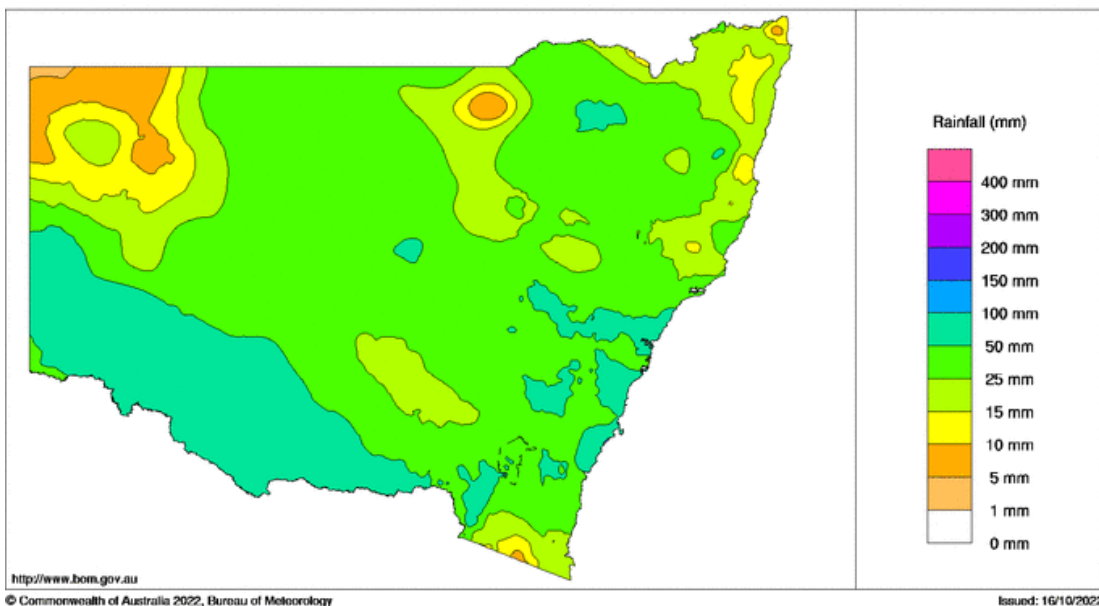 Rainfall (mm)
400 mm
300 mm
200 mm
150 mm
100 mm
50 mm
25 mm
15 mm
10 mm
5 mm
1 mm
0 mm
http://www.bom.gov.au
© Commonwealth of Australia 2022, Bureau of Meteorology
Issued: 16/10/2022